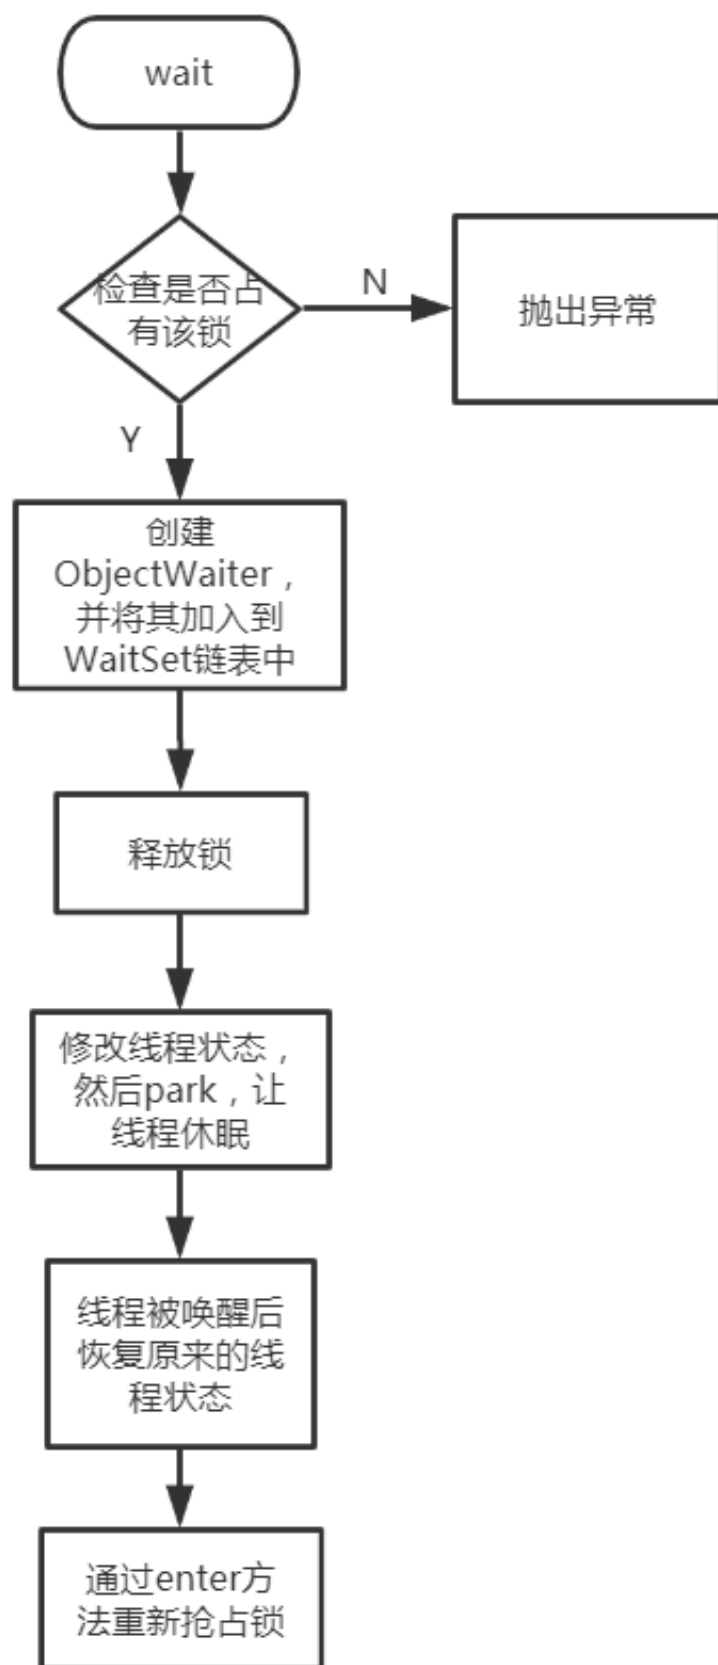 wait
检查是否占
有该锁
N
抛出异常
Y
创建
ObjectWaiter，
并将其加入到
WaitSet链表中
释放锁
修改线程状态，
然后park，让
线程休眠
线程被唤醒后
恢复原来的线
程状态
通过enter方
法重新抢占锁